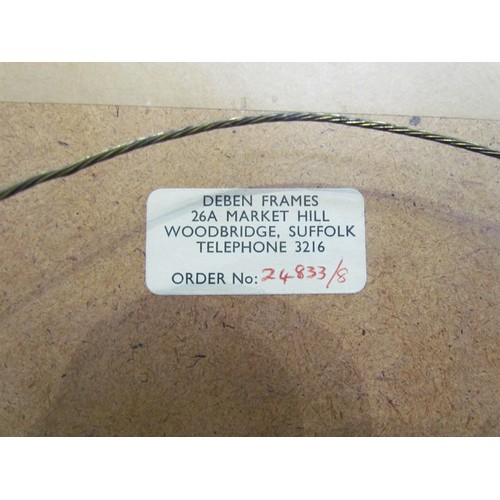 DEBEN FRAMES
26A MARKET HILL
WOODBRIDGE, SUFFOLK
TELEPHONE 3216
ORDER No: 24833/8